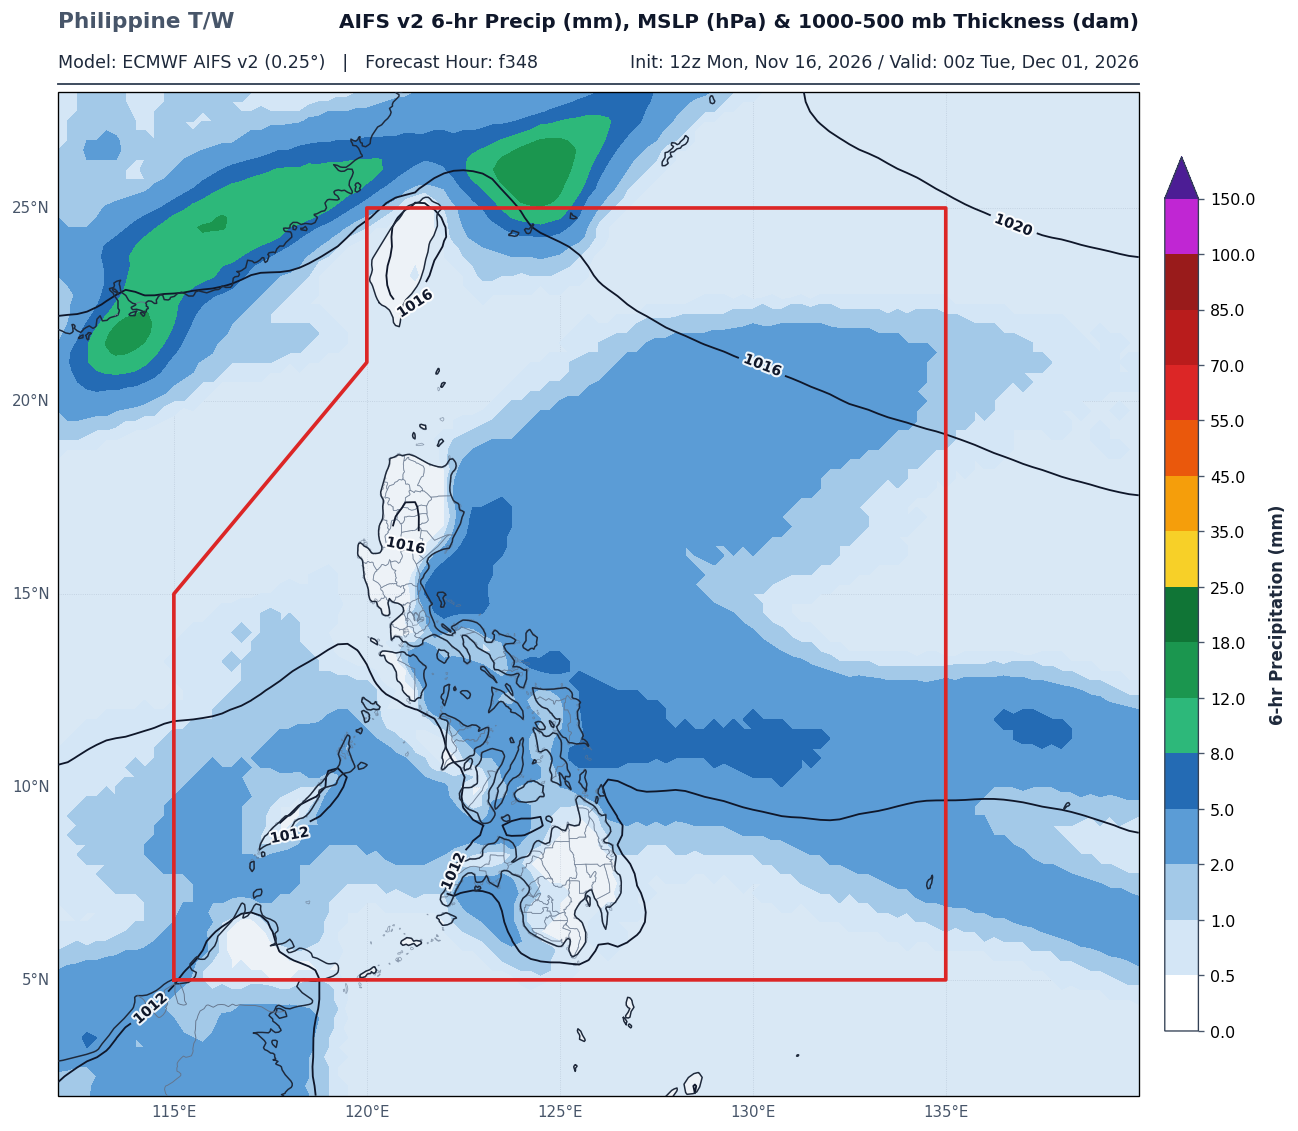 Philippine T/W
AIFS v2 6-hr Precip (mm), MSLP (hPa) & 1000-500 mb Thickness (dam)
Model: ECMWF AIFS v2 (0.25°) | Forecast Hour: f348
Init: 12z Mon, Nov 16, 2026 / Valid: 00z Tue, Dec 01, 2026
25°N
20°N
15°N
10°N
5°N
1020
1016
1016
1016
1012
1012
1012
115°E
120°E
125°E
130°E
135°E
150.0
100.0
85.0
70.0
55.0
45.0
35.0
25.0
18.0
12.0
8.0
5.0
2.0
1.0
0.5
0.0
6-hr Precipitation (mm)